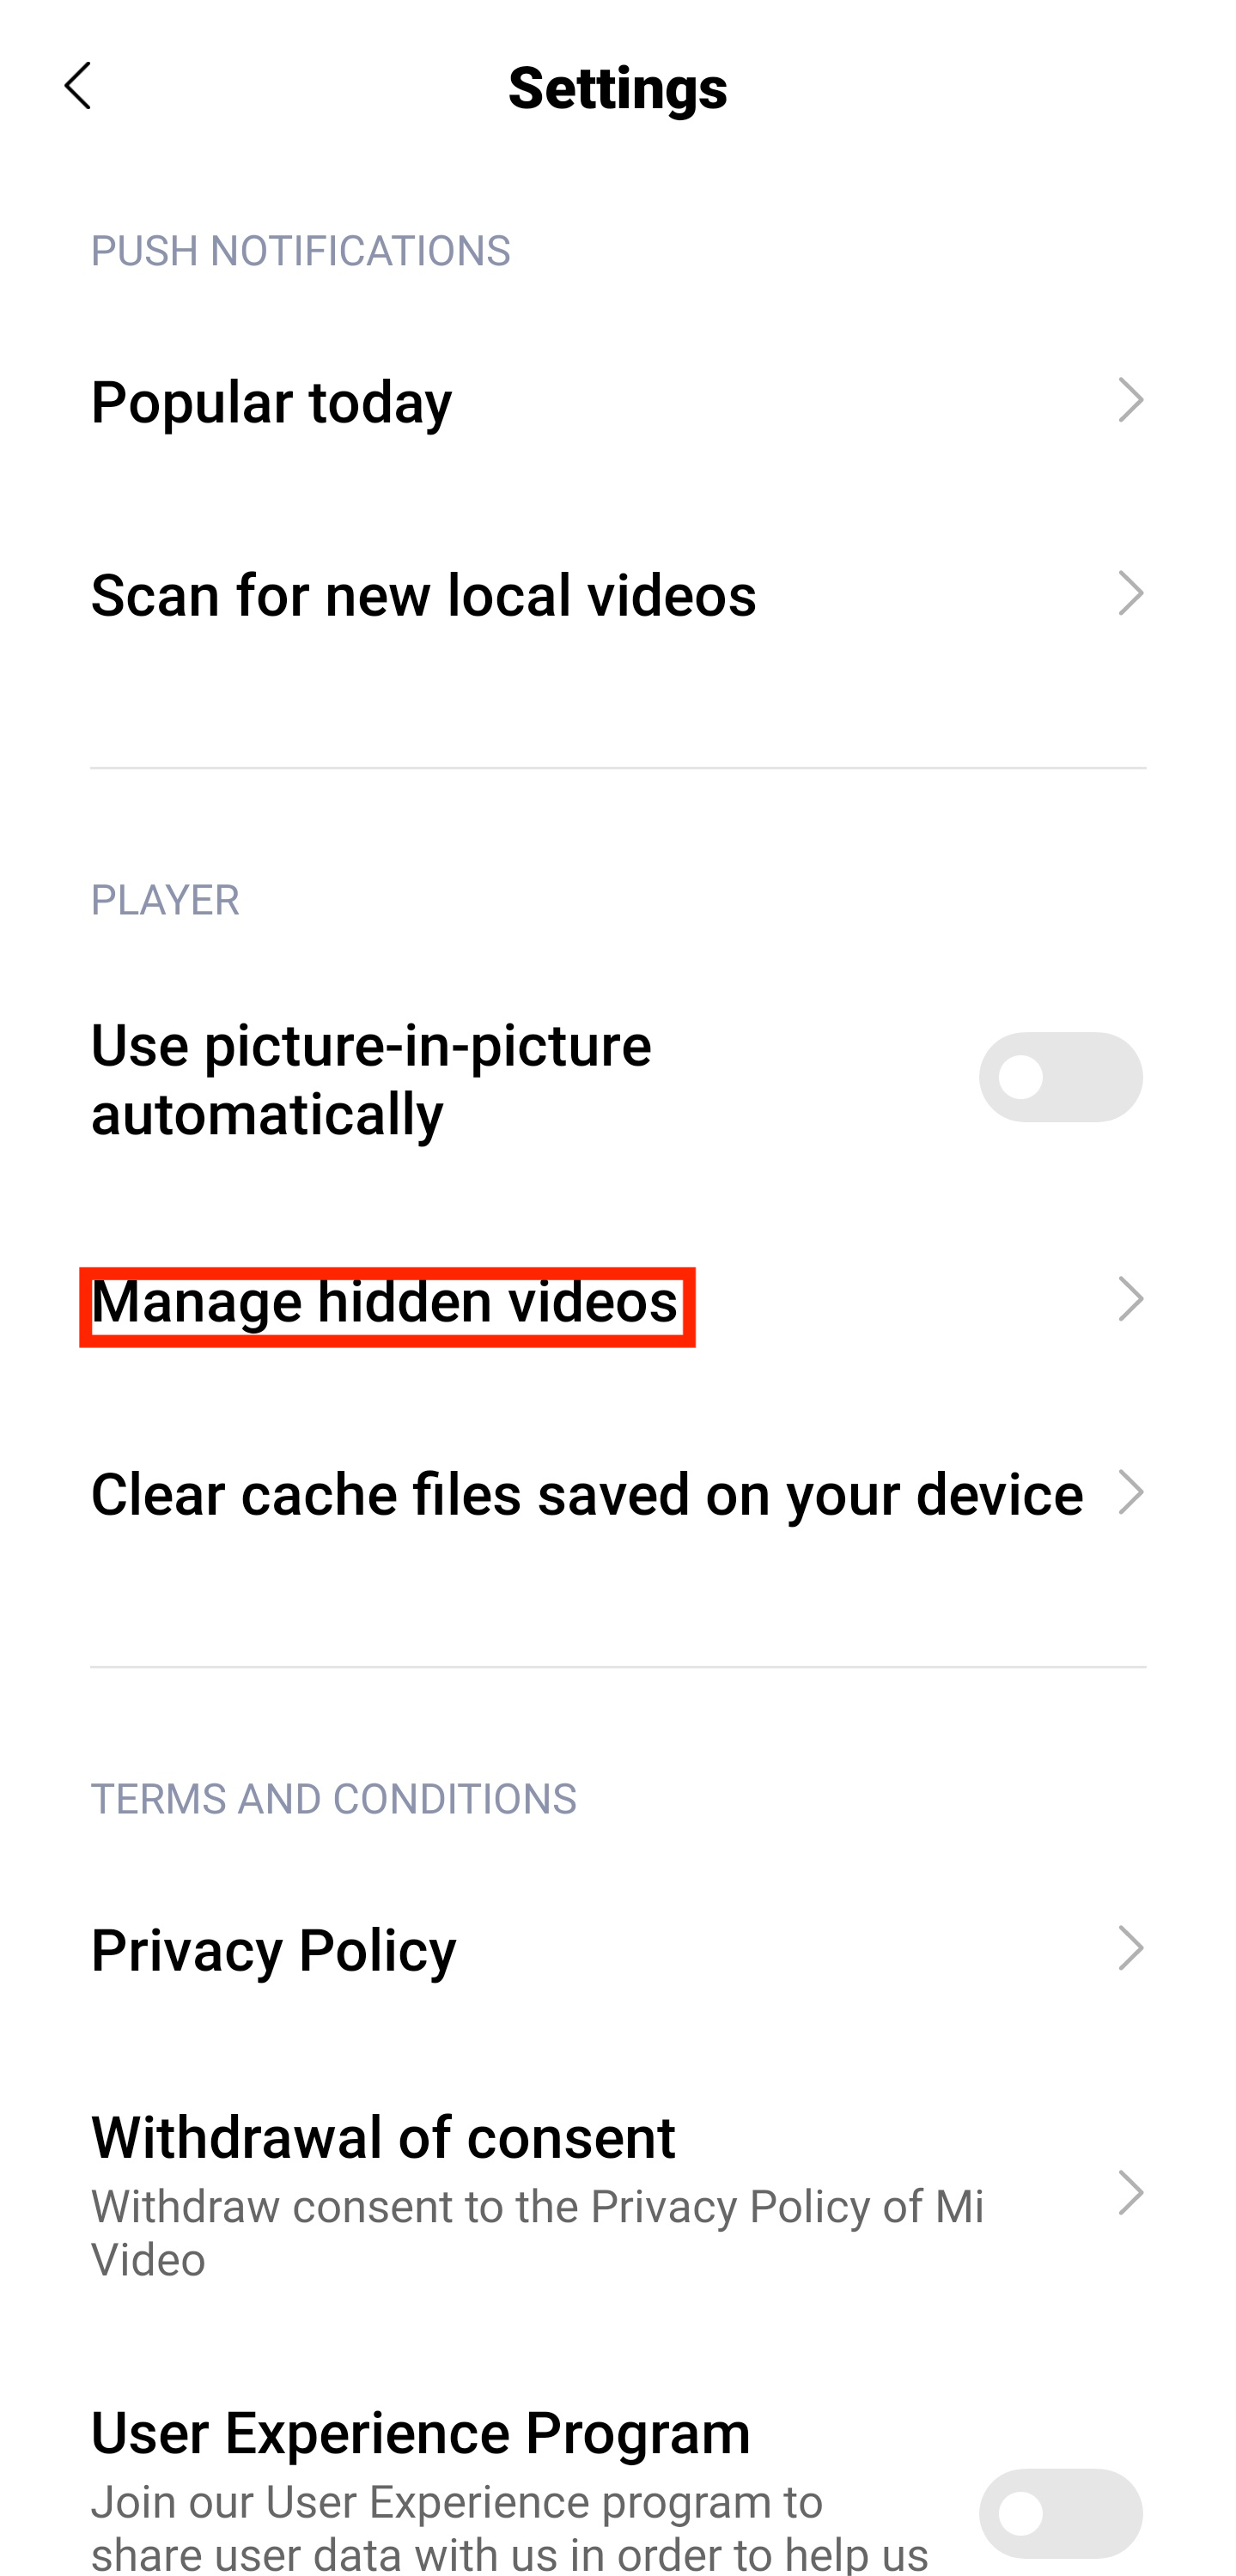 Settings
PUSH NOTIFICATIONS
Popular today
Scan for new local videos
PLAYER
Use picture-in-picture
automatically
Manage hidden videos
Clear cache files saved on your device
TERMS AND CONDITIONS
Privacy Policy
Withdrawal of consent
Withdraw consent to the Privacy Policy of Mi
Video
User Experience Program
Join our User Experience program to
share user data with us in order to help us